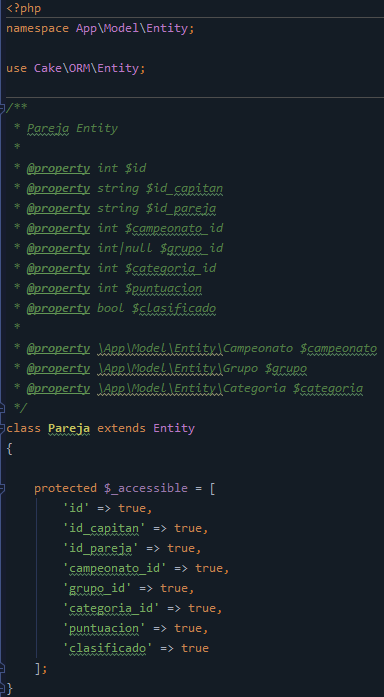 <?php
namespace App\Model\Entity;
use Cake\ORM\Entity;
/**
 * Pareja Entity
 *
 * @property int $id
 * @property string $id_capitan
 * @property string $id_pareja
 * @property int $campeonato_id
 * @property int|null $grupo_id
 * @property int $categoria_id
 * @property int $puntuacion
 * @property bool $clasificado
 *
 * @property \App\Model\Entity\Campeonato $campeonato
 * @property \App\Model\Entity\Grupo $grupo
 * @property \App\Model\Entity\Categoria $categoria
 */
class Pareja extends Entity
{
    protected $_accessible = [
        'id' => true,
        'id_capitan' => true,
        'id_pareja' => true,
        'campeonato_id' => true,
        'grupo_id' => true,
        'categoria_id' => true,
        'puntuacion' => true,
        'clasificado' => true
    ];
}